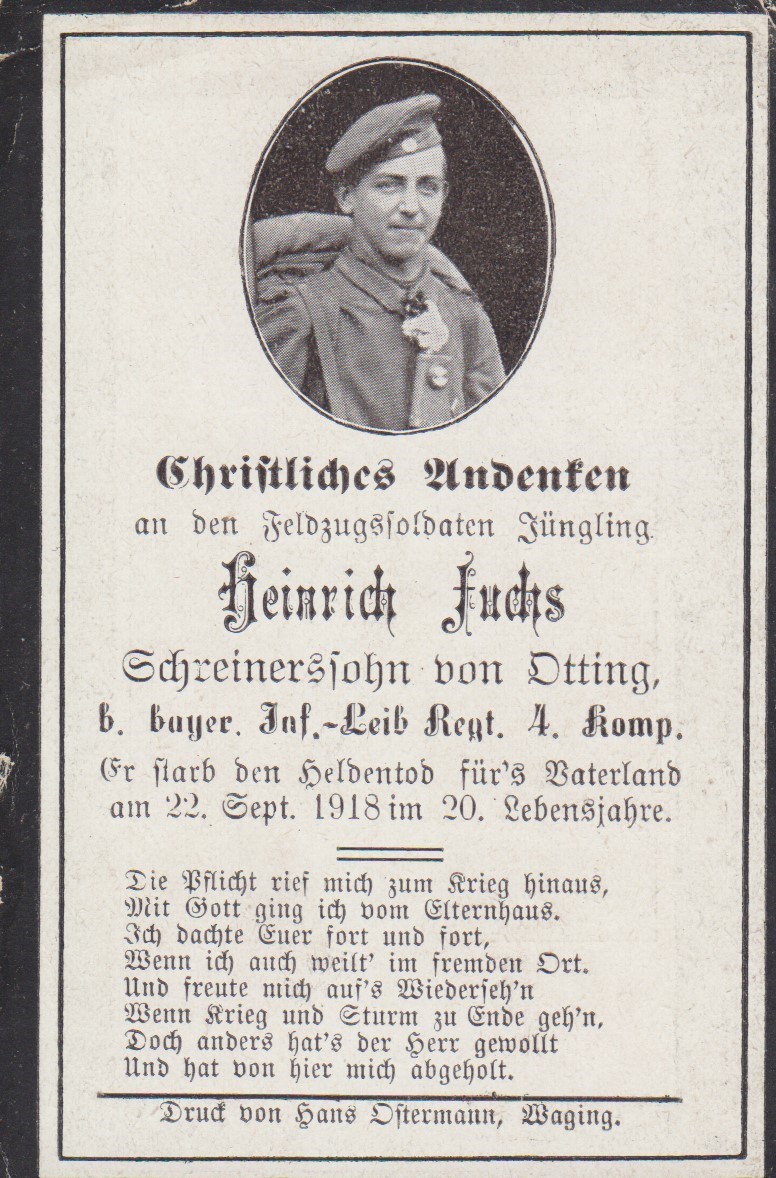 Christliches Andenken
an den Feldzugssoldaten Jüngling
Heinrich Fuchs
Schreinerssohn von Otting,
b. bayer. Inf.-Leib Regt. 4. Komp.
Er starb den Heldentod für's Vaterland
am 22. Sept. 1918 im 20. Lebensjahre.
Die Pflicht rief mich zum Krieg hinaus,
Mit Gott ging ich vom Elternhaus.
Ich dachte Euer fort und fort,
Wenn ich auch weilt' im fremden Ort.
Und freute mich auf's Wiederseh'n
Wenn Krieg und Sturm zu Ende geh'n,
Doch anders hat's der Herr gewollt
Und hat von hier mich abgeholt.
Druck von Hans Ostermann, Waging.